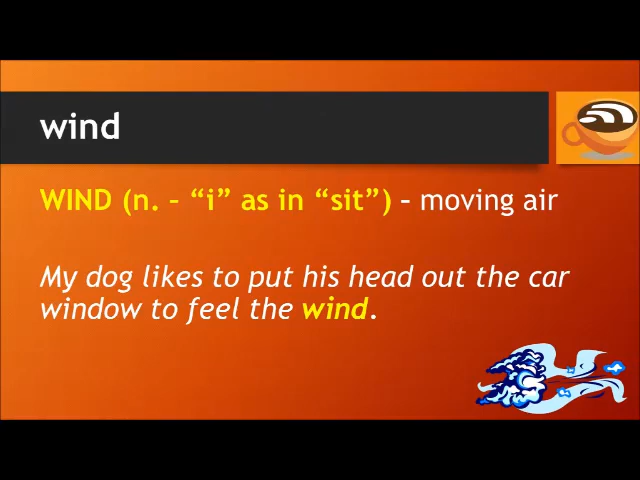 wind
WIND (n. – “i” as in “sit”) – moving air
My dog likes to put his head out the car
window to feel the wind.